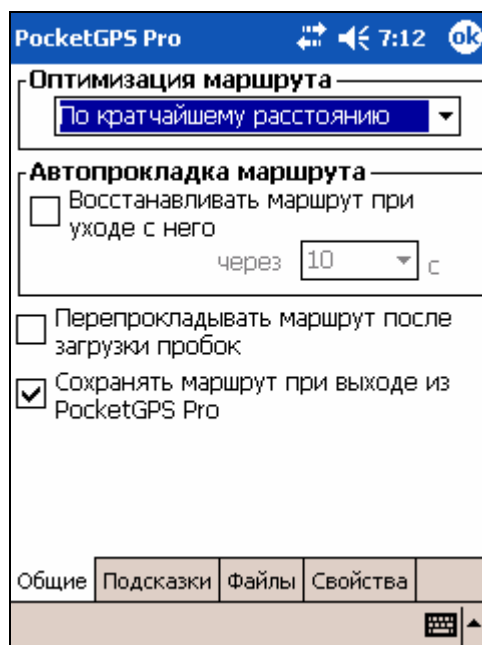 PocketGPS Pro 7:12 ok
Оптимизация маршрута
По кратчайшему расстоянию
Автопрокладка маршрута
Восстанавливать маршрут при
уходе с него
через 10 с
Перепрокладывать маршрут после
загрузки пробок
Сохранять маршрут при выходе из
PocketGPS Pro
Общие Подсказки Файлы Свойства